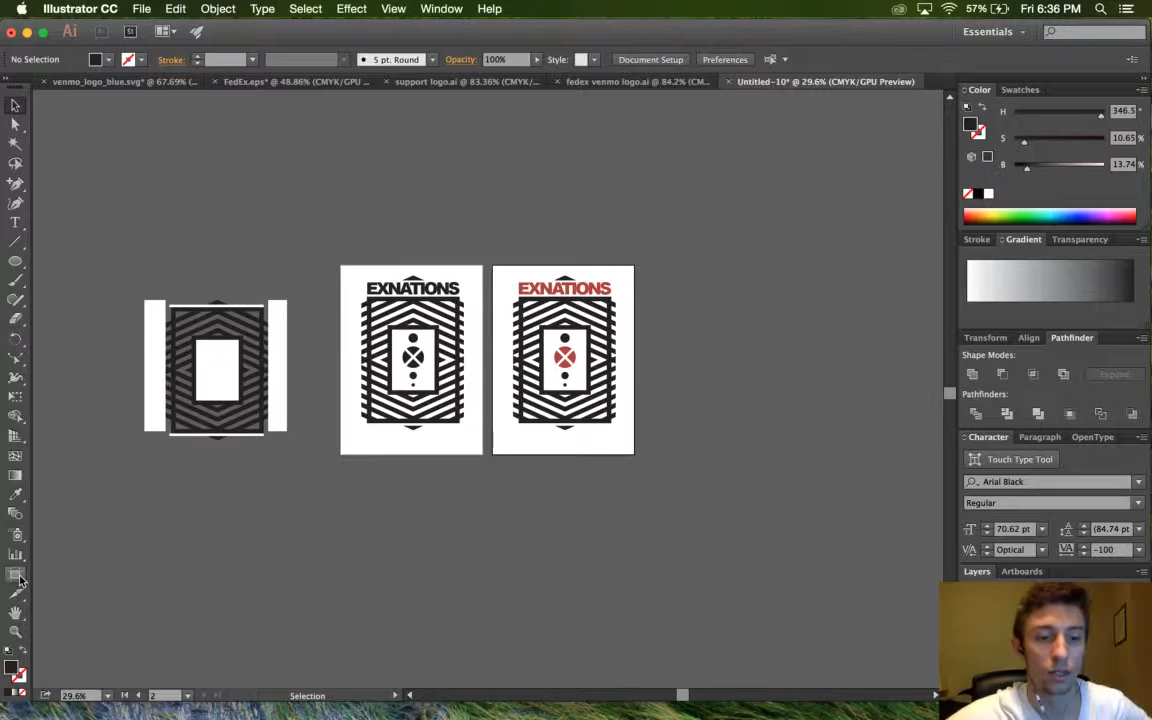 Illustrator CC File Edit Object Type Select Effect View Window Help 57% Fri 6:36 PM
Ai Br St Essentials
No Selection Stroke: 5 pt. Round Opacity: 100% Style: Document Setup Preferences
venmo_logo_blue.svg* @ 67.69% (... FedEx.eps* @ 48.86% (CMYK/GPU ... support logo.ai @ 83.36% (CMYK/... fedex venmo logo.ai @ 84.2% (CM... Untitled-10* @ 29.6% (CMYK/GPU Preview)
Color Swatches
H 346.5 °
S 10.65 %
B 13.74 %
Stroke Gradient Transparency
EXNATIONS EXNATIONS
Transform Align Pathfinder
Shape Modes:
Expand
Pathfinders:
Character Paragraph OpenType
Touch Type Tool
Arial Black
Regular
70.62 pt (84.74 pt
Optical -100
Layers Artboards
29.6% 2 Selection